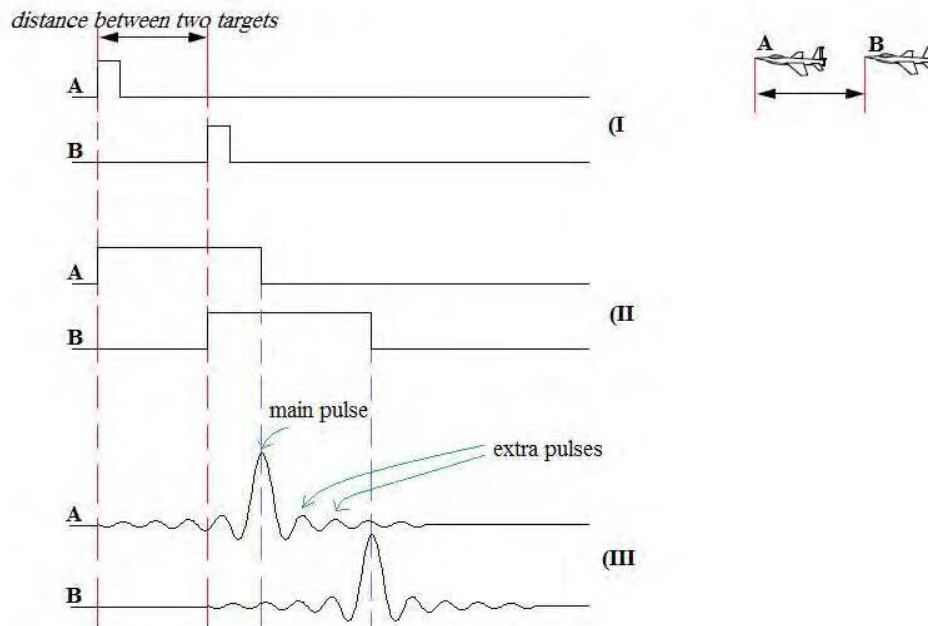 distance between two targets
A B
A
(I
B
A
(II
B
main pulse
extra pulses
A
(III
B